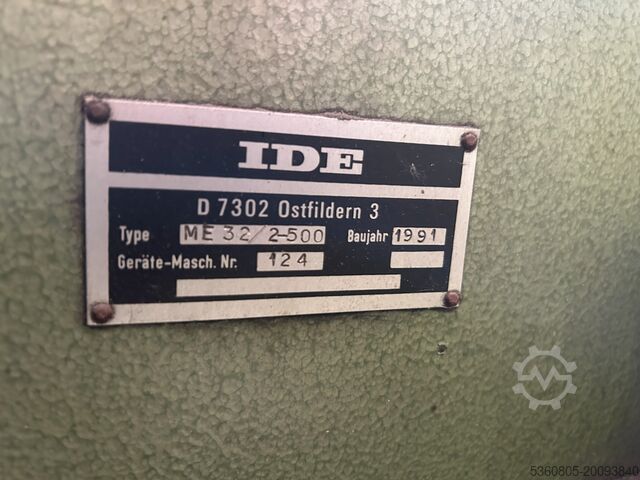 IDE
D 7302 Ostfildern 3
Type ME 32/2-500 Baujahr 1991
Geräte-Masch. Nr. 124
5360805-20093840